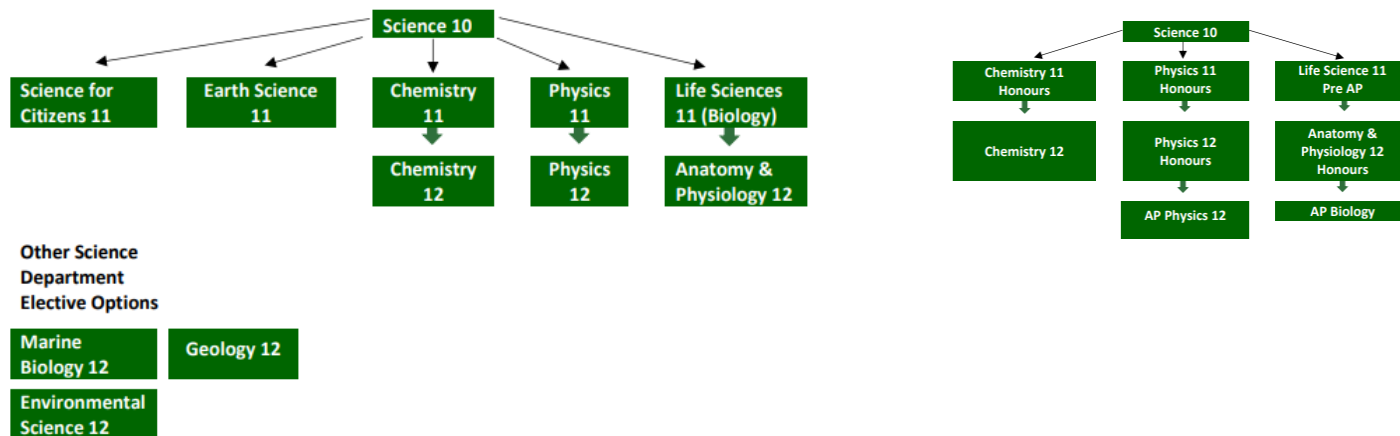 Science 10
Science for
Citizens 11
Earth Science
11
Chemistry
11
Physics
11
Life Sciences
11 (Biology)
Chemistry
12
Physics
12
Anatomy &
Physiology 12
Other Science
Department
Elective Options
Marine
Biology 12
Geology 12
Environmental
Science 12
Science 10
Chemistry 11
Honours
Physics 11
Honours
Life Science 11
Pre AP
Chemistry 12
Physics 12
Honours
Anatomy &
Physiology 12
Honours
AP Physics 12
AP Biology